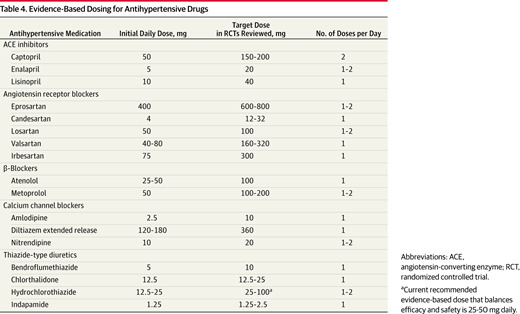 Table 4. Evidence-Based Dosing for Antihypertensive Drugs
Antihypertensive Medication Initial Daily Dose, mg Target Dose in RCTs Reviewed, mg No. of Doses per Day
ACE inhibitors
Captopril 50 150-200 2
Enalapril 5 20 1-2
Lisinopril 10 40 1
Angiotensin receptor blockers
Eprosartan 400 600-800 1-2
Candesartan 4 12-32 1
Losartan 50 100 1-2
Valsartan 40-80 160-320 1
Irbesartan 75 300 1
β-Blockers
Atenolol 25-50 100 1
Metoprolol 50 100-200 1-2
Calcium channel blockers
Amlodipine 2.5 10 1
Diltiazem extended release 120-180 360 1
Nitrendipine 10 20 1-2
Thiazide-type diuretics
Bendroflumethiazide 5 10 1
Chlorthalidone 12.5 12.5-25 1
Hydrochlorothiazide 12.5-25 25-100ᵃ 1-2
Indapamide 1.25 1.25-2.5 1
Abbreviations: ACE,
angiotensin-converting enzyme; RCT,
randomized controlled trial.
ᵃCurrent recommended
evidence-based dose that balances
efficacy and safety is 25-50 mg daily.